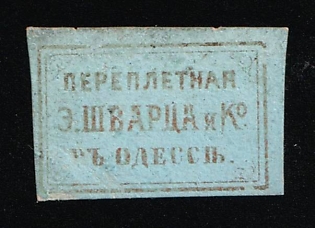 ПЕРЕПЛЕТНАЯ
Э. ШВАРЦА и Ко
въ ОДЕССѢ.